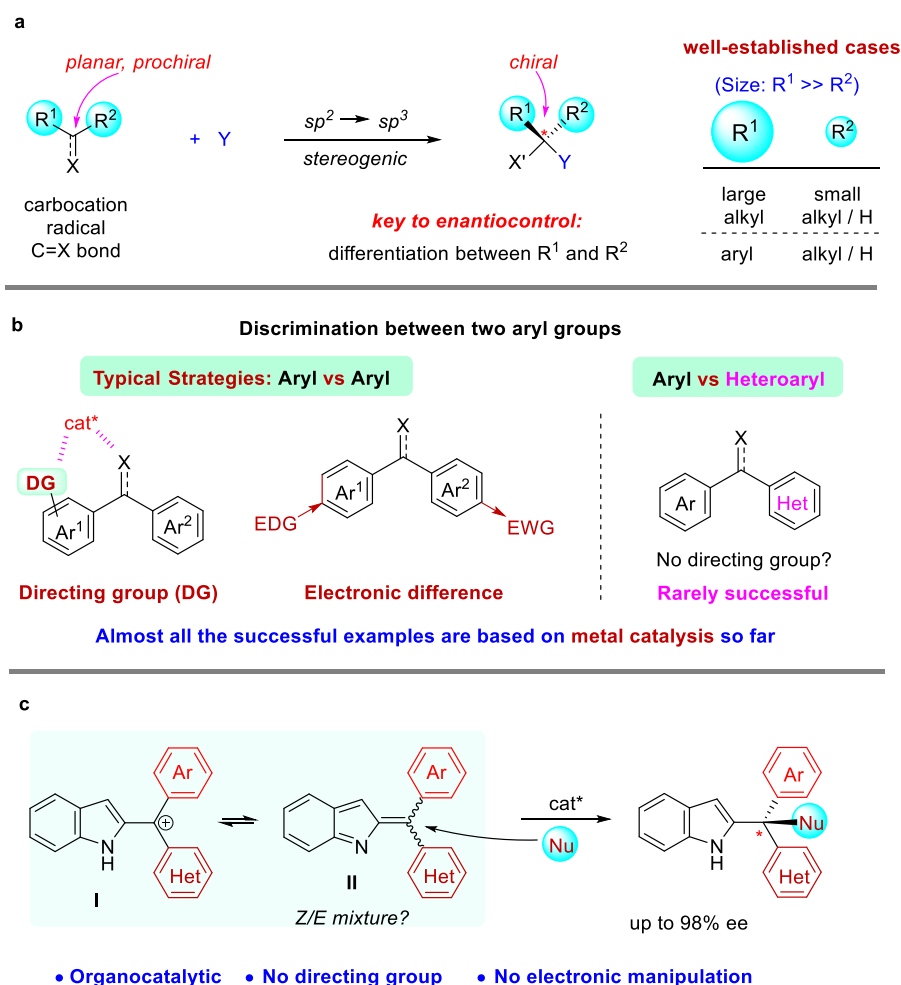 a
planar, prochiral
R1
R2
X
carbocation
radical
C=X bond
+ Y
sp2 → sp3
stereogenic
chiral
R1
R2
*
X'
Y
key to enantiocontrol:
differentiation between R1 and R2
well-established cases
(Size: R1 >> R2)
R1
R2
large
alkyl
small
alkyl / H
aryl
alkyl / H
b
Discrimination between two aryl groups
Typical Strategies: Aryl vs Aryl
cat*
X
DG
Ar1
Ar2
Directing group (DG)
X
Ar1
Ar2
EDG
EWG
Electronic difference
Aryl vs Heteroaryl
X
Ar
Het
No directing group?
Rarely successful
Almost all the successful examples are based on metal catalysis so far
c
Ar
+
N
H
Het
I
Ar
N
Het
II
Z/E mixture?
cat*
Nu
Ar
Nu
*
N
H
Het
up to 98% ee
• Organocatalytic • No directing group • No electronic manipulation